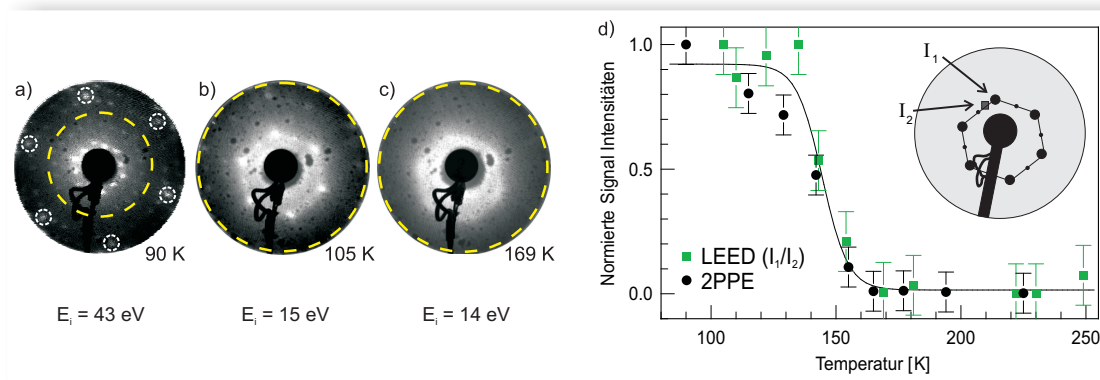 a)
90 K
E_i = 43 eV
b)
105 K
E_i = 15 eV
c)
169 K
E_i = 14 eV
d)
Normierte Signal Intensitäten
1.0
0.5
0.0
I_1
I_2
LEED (I_1/I_2)
2PPE
100
150
200
250
Temperatur [K]